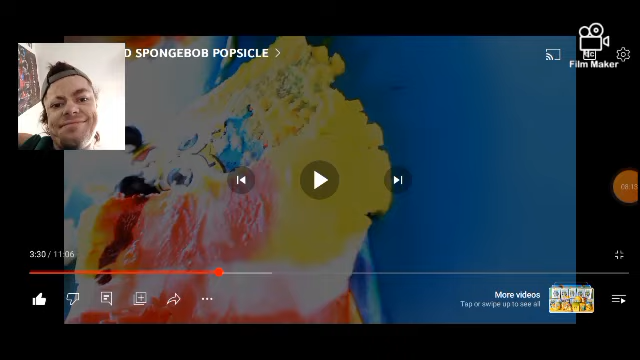 D SPONGEBOB POPSICLE
Film Maker
3:30 / 11:06
More videos
Tap or swipe up to see all